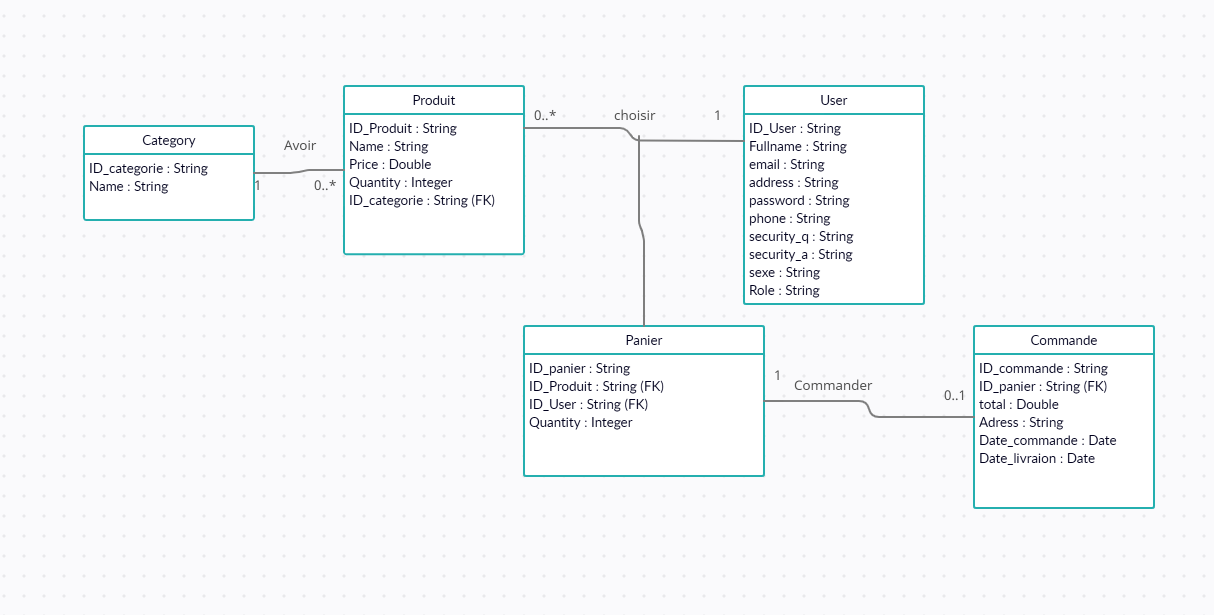 Category
ID_categorie : String
Name : String
Avoir
1
0..*
Produit
ID_Produit : String
Name : String
Price : Double
Quantity : Integer
ID_categorie : String (FK)
0..*
choisir
1
User
ID_User : String
Fullname : String
email : String
address : String
password : String
phone : String
security_q : String
security_a : String
sexe : String
Role : String
Panier
ID_panier : String
ID_Produit : String (FK)
ID_User : String (FK)
Quantity : Integer
1
Commander
0..1
Commande
ID_commande : String
ID_panier : String (FK)
total : Double
Adress : String
Date_commande : Date
Date_livraion : Date